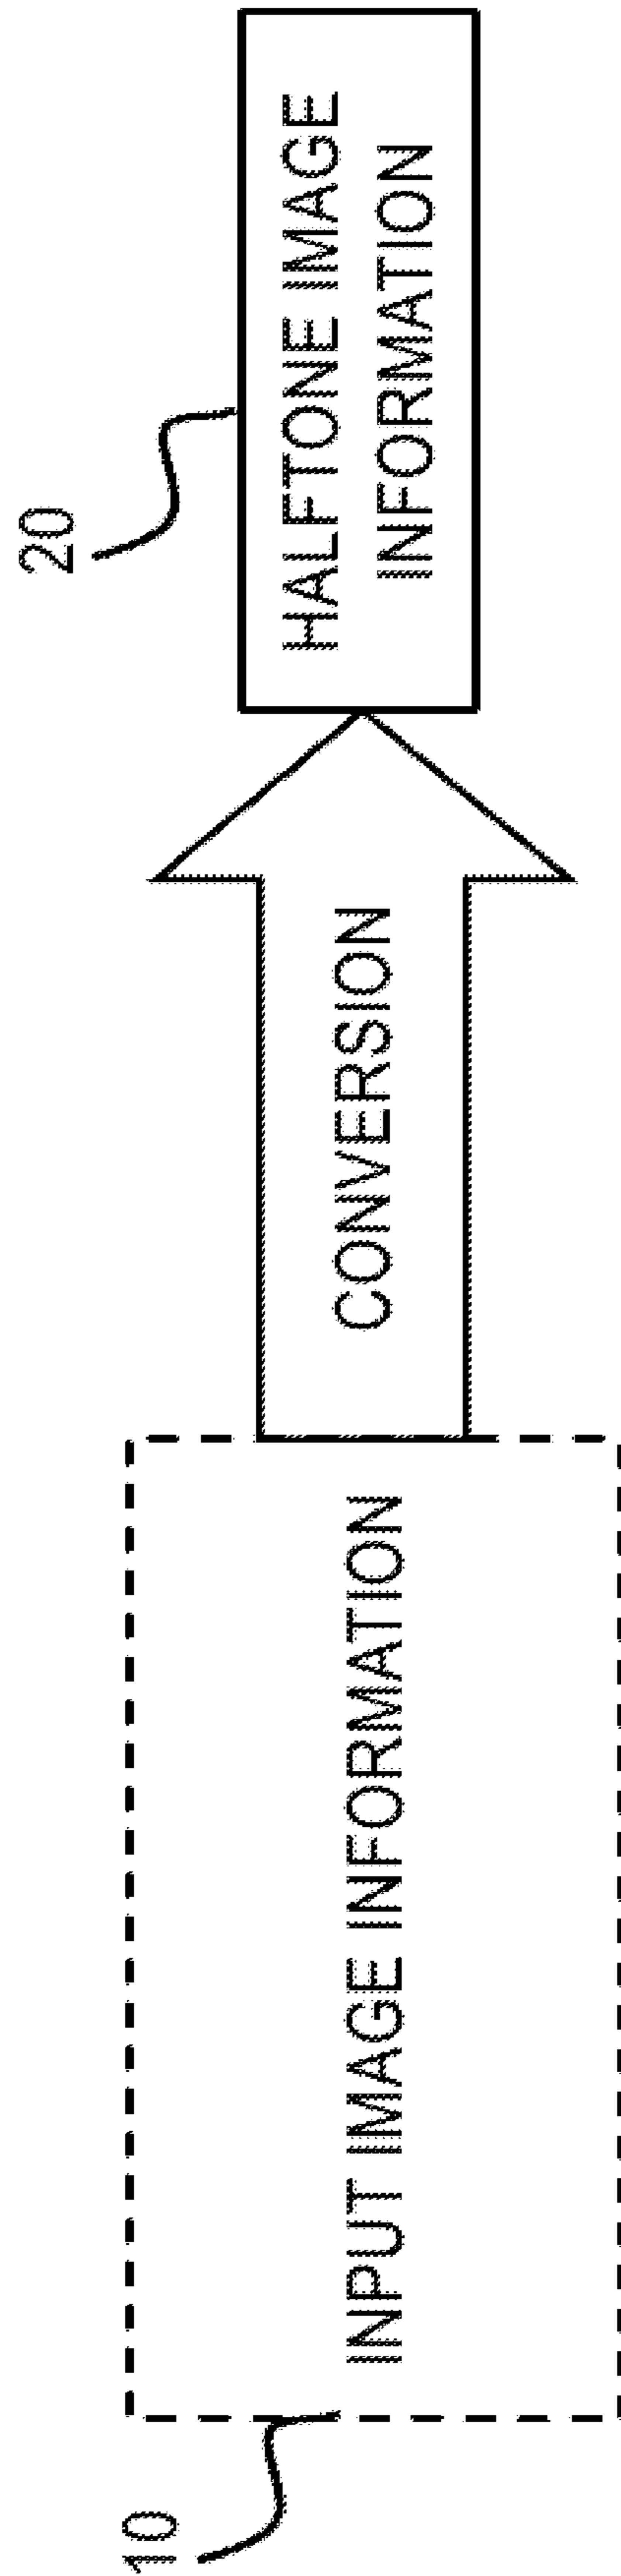 10
INPUT IMAGE INFORMATION
CONVERSION
20
HALFTONE IMAGE
INFORMATION